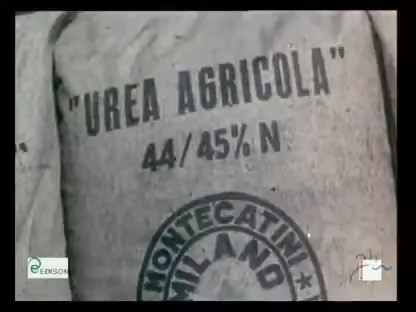 "UREA AGRICOLA"
44/45% N
MONTECATINI
MILANO
EDISON